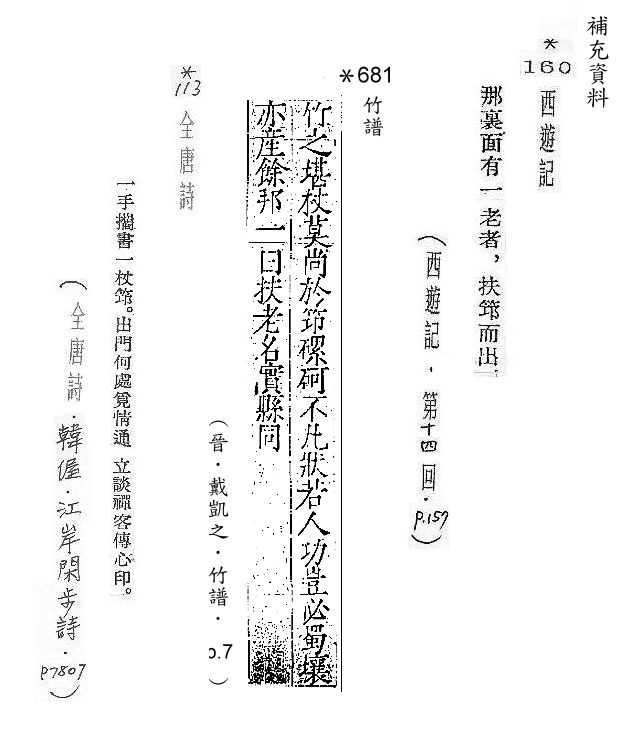 補充資料
*
160
西遊記
那裏面有一老者，扶筇而出
（西遊記．第十四回．p.157）
*681
竹譜
竹之堪杖莫尚於筇磥砢不凡狀若人功豈必蜀壤
亦産餘邦一曰扶老名實縣同
（晉．戴凱之．竹譜．p.7）
*
113
全唐詩
一手攜書一杖筇。出門何處覓情通 立談禪客傳心印。
（全唐詩．韓偓．江岸閑步詩．p7807）